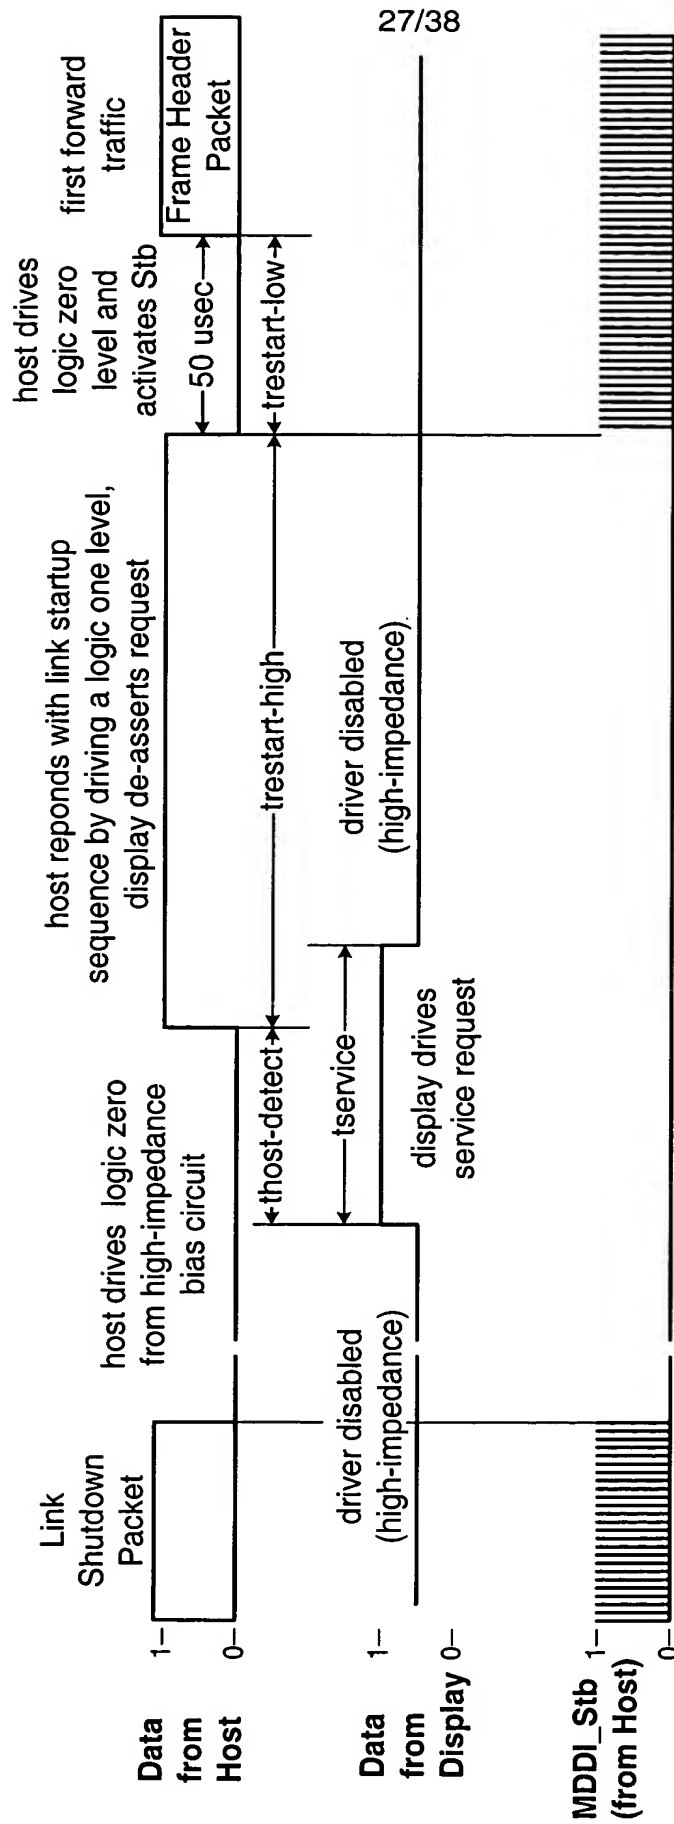 27/38
Link
Shutdown
Packet
host drives logic zero
from high-impedance
bias circuit
host reponds with link startup
sequence by driving a logic one level,
display de-asserts request
host drives
logic zero
level and
activates Stb
first forward
traffic
Frame Header
Packet
Data
from
Host
1
0
thost-detect
trestart-high
50 usec
trestart-low
Data
from
Display
1
0
driver disabled
(high-impedance)
tservice
display drives
service request
driver disabled
(high-impedance)
MDDI_Stb
(from Host)
1
0